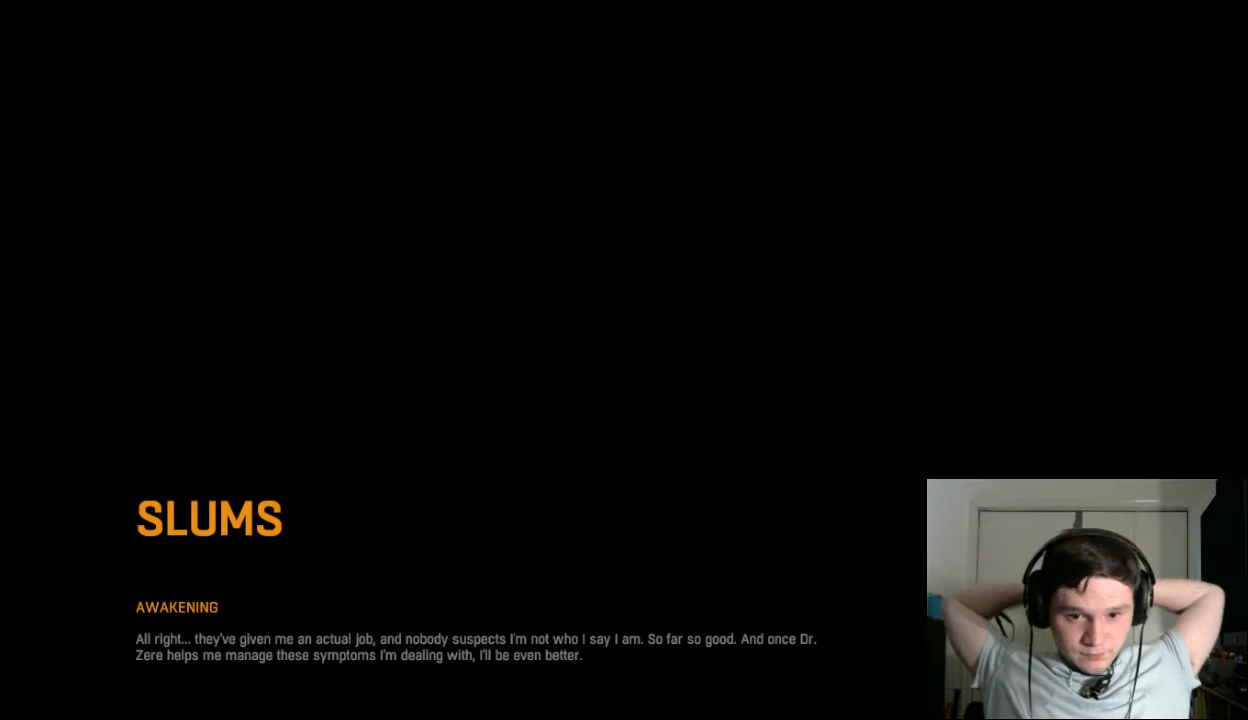 SLUMS
AWAKENING
All right... they've given me an actual job, and nobody suspects I'm not who I say I am. So far so good. And once Dr.
Zere helps me manage these symptoms I'm dealing with, I'll be even better.